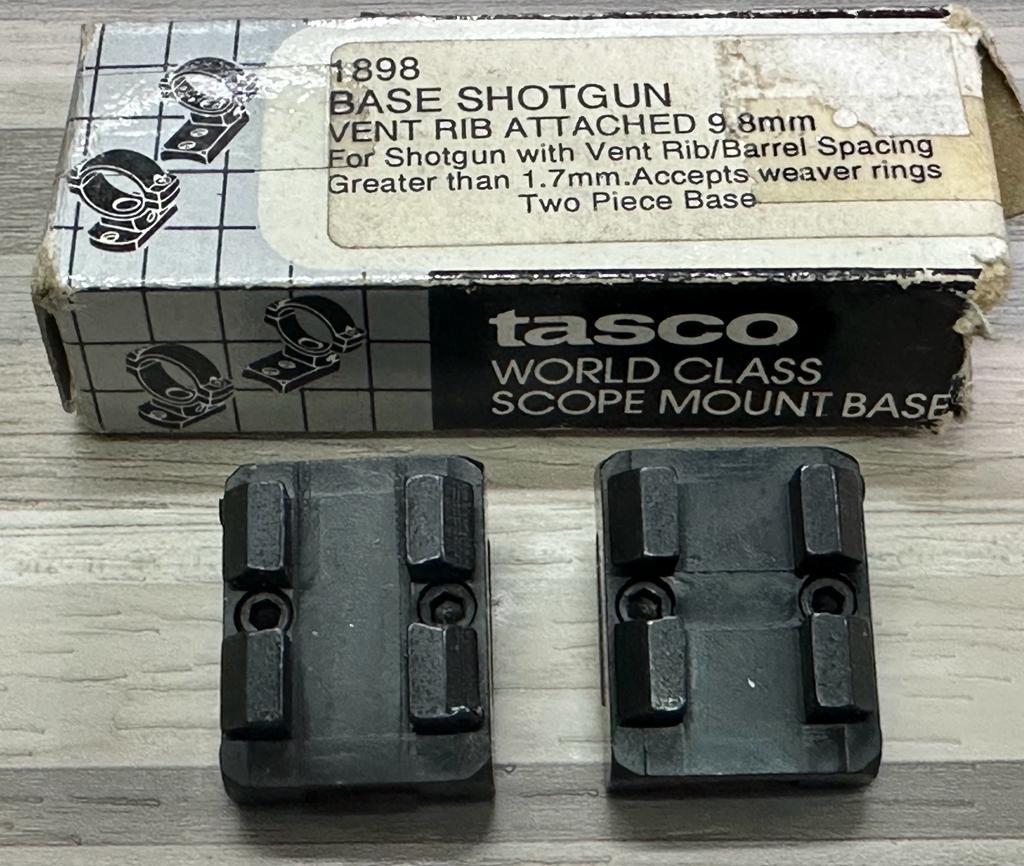 1898
BASE SHOTGUN
VENT RIB ATTACHED 9.8mm
For Shotgun with Vent Rib/Barrel Spacing
Greater than 1.7mm.Accepts weaver rings
Two Piece Base
tasco
WORLD CLASS
SCOPE MOUNT BASE